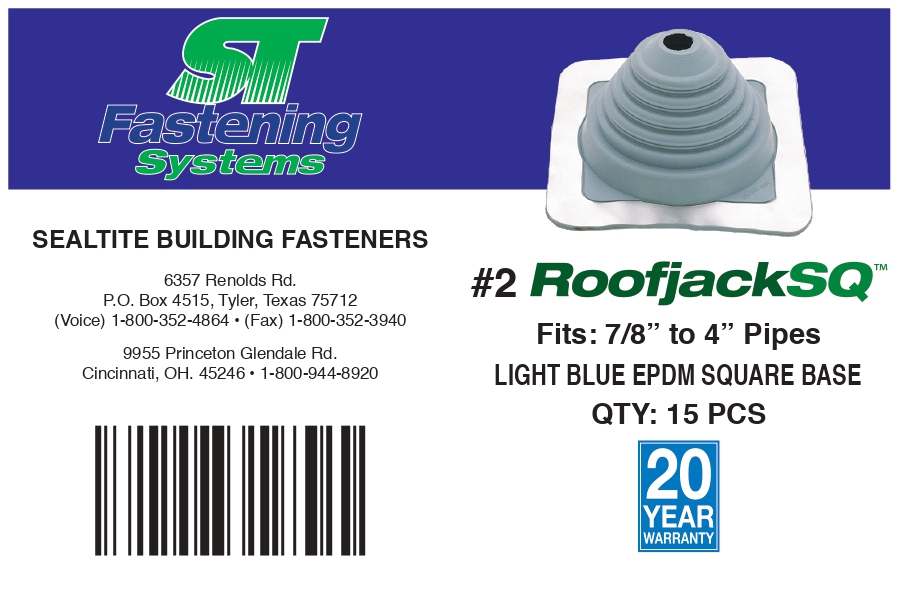 ST
Fastening
Systems
SEALTITE BUILDING FASTENERS
6357 Renolds Rd.
P.O. Box 4515, Tyler, Texas 75712
(Voice) 1-800-352-4864 • (Fax) 1-800-352-3940
9955 Princeton Glendale Rd.
Cincinnati, OH. 45246 • 1-800-944-8920
#2 RoofjackSQ™
Fits: 7/8” to 4” Pipes
LIGHT BLUE EPDM SQUARE BASE
QTY: 15 PCS
20
YEAR
WARRANTY